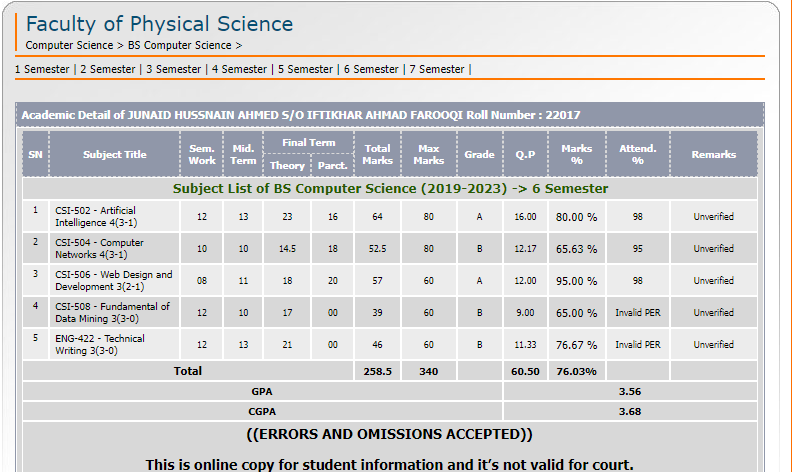 Faculty of Physical Science
Computer Science > BS Computer Science >
1 Semester | 2 Semester | 3 Semester | 4 Semester | 5 Semester | 6 Semester | 7 Semester |
Academic Detail of JUNAID HUSSNAIN AHMED S/O IFTIKHAR AHMAD FAROOQI Roll Number : 22017
SN Subject Title Sem. Work Mid. Term Final Term Theory Parct. Total Marks Max Marks Grade Q.P Marks % Attend. % Remarks
Subject List of BS Computer Science (2019-2023) -> 6 Semester
1 CSI-502 - Artificial Intelligence 4(3-1) 12 13 23 16 64 80 A 16.00 80.00 % 98 Unverified
2 CSI-504 - Computer Networks 4(3-1) 10 10 14.5 18 52.5 80 B 12.17 65.63 % 95 Unverified
3 CSI-506 - Web Design and Development 3(2-1) 08 11 18 20 57 60 A 12.00 95.00 % 98 Unverified
4 CSI-508 - Fundamental of Data Mining 3(3-0) 12 10 17 00 39 60 B 9.00 65.00 % Invalid PER Unverified
5 ENG-422 - Technical Writing 3(3-0) 12 13 21 00 46 60 B 11.33 76.67 % Invalid PER Unverified
Total 258.5 340 60.50 76.03%
GPA 3.56
CGPA 3.68
((ERRORS AND OMISSIONS ACCEPTED))
This is online copy for student information and it's not valid for court.